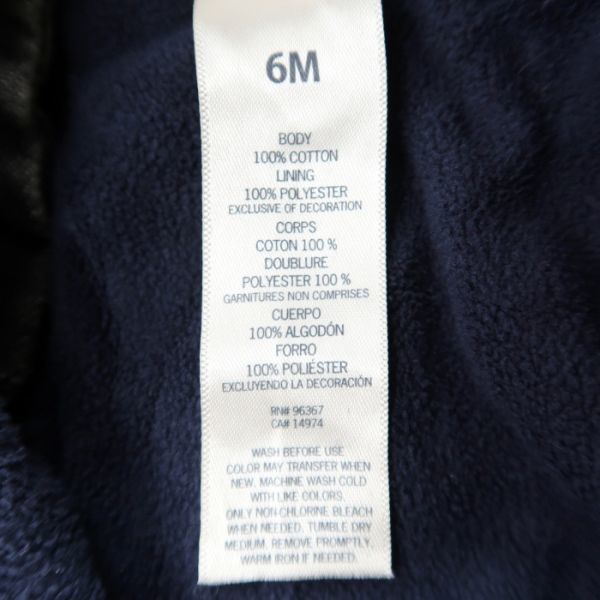 6M
BODY
100% COTTON
LINING
100% POLYESTER
EXCLUSIVE OF DECORATION
CORPS
COTON 100 %
DOUBLURE
POLYESTER 100 %
GARNITURES NON COMPRISES
CUERPO
100% ALGODÓN
FORRO
100% POLIÉSTER
EXCLUYENDO LA DECORACIÓN
RN# 96367
CA# 14974
WASH BEFORE USE
COLOR MAY TRANSFER WHEN
NEW. MACHINE WASH COLD
WITH LIKE COLORS.
ONLY NON-CHLORINE BLEACH
WHEN NEEDED. TUMBLE DRY
MEDIUM. REMOVE PROMPTLY.
WARM IRON IF NEEDED.